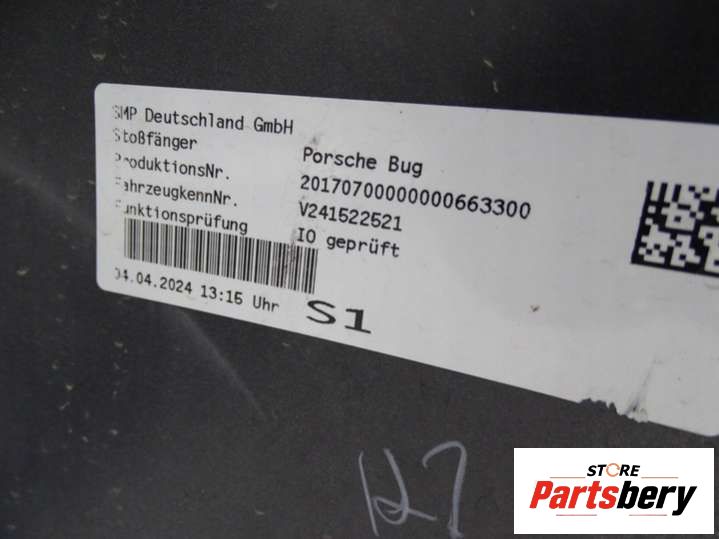 SMP Deutschland GmbH
Stoßfänger Porsche Bug
ProduktionsNr. 20170700000000663300
FahrzeugkennNr. V241522521
Funktionsprüfung IO geprüft
04.04.2024 13:16 Uhr S1
STORE
Partsbery